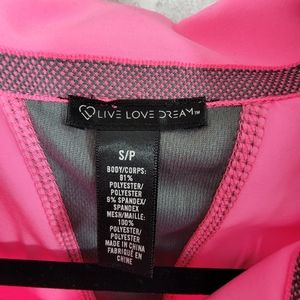 LIVE LOVE DREAM™
S/P
BODY/CORPS:
91%
POLYESTER/
POLYESTER
9% SPANDEX/
SPANDEX
MESH/MAILLE:
100%
POLYESTER/
POLYESTER
MADE IN CHINA
FABRIQUÉ EN
CHINE